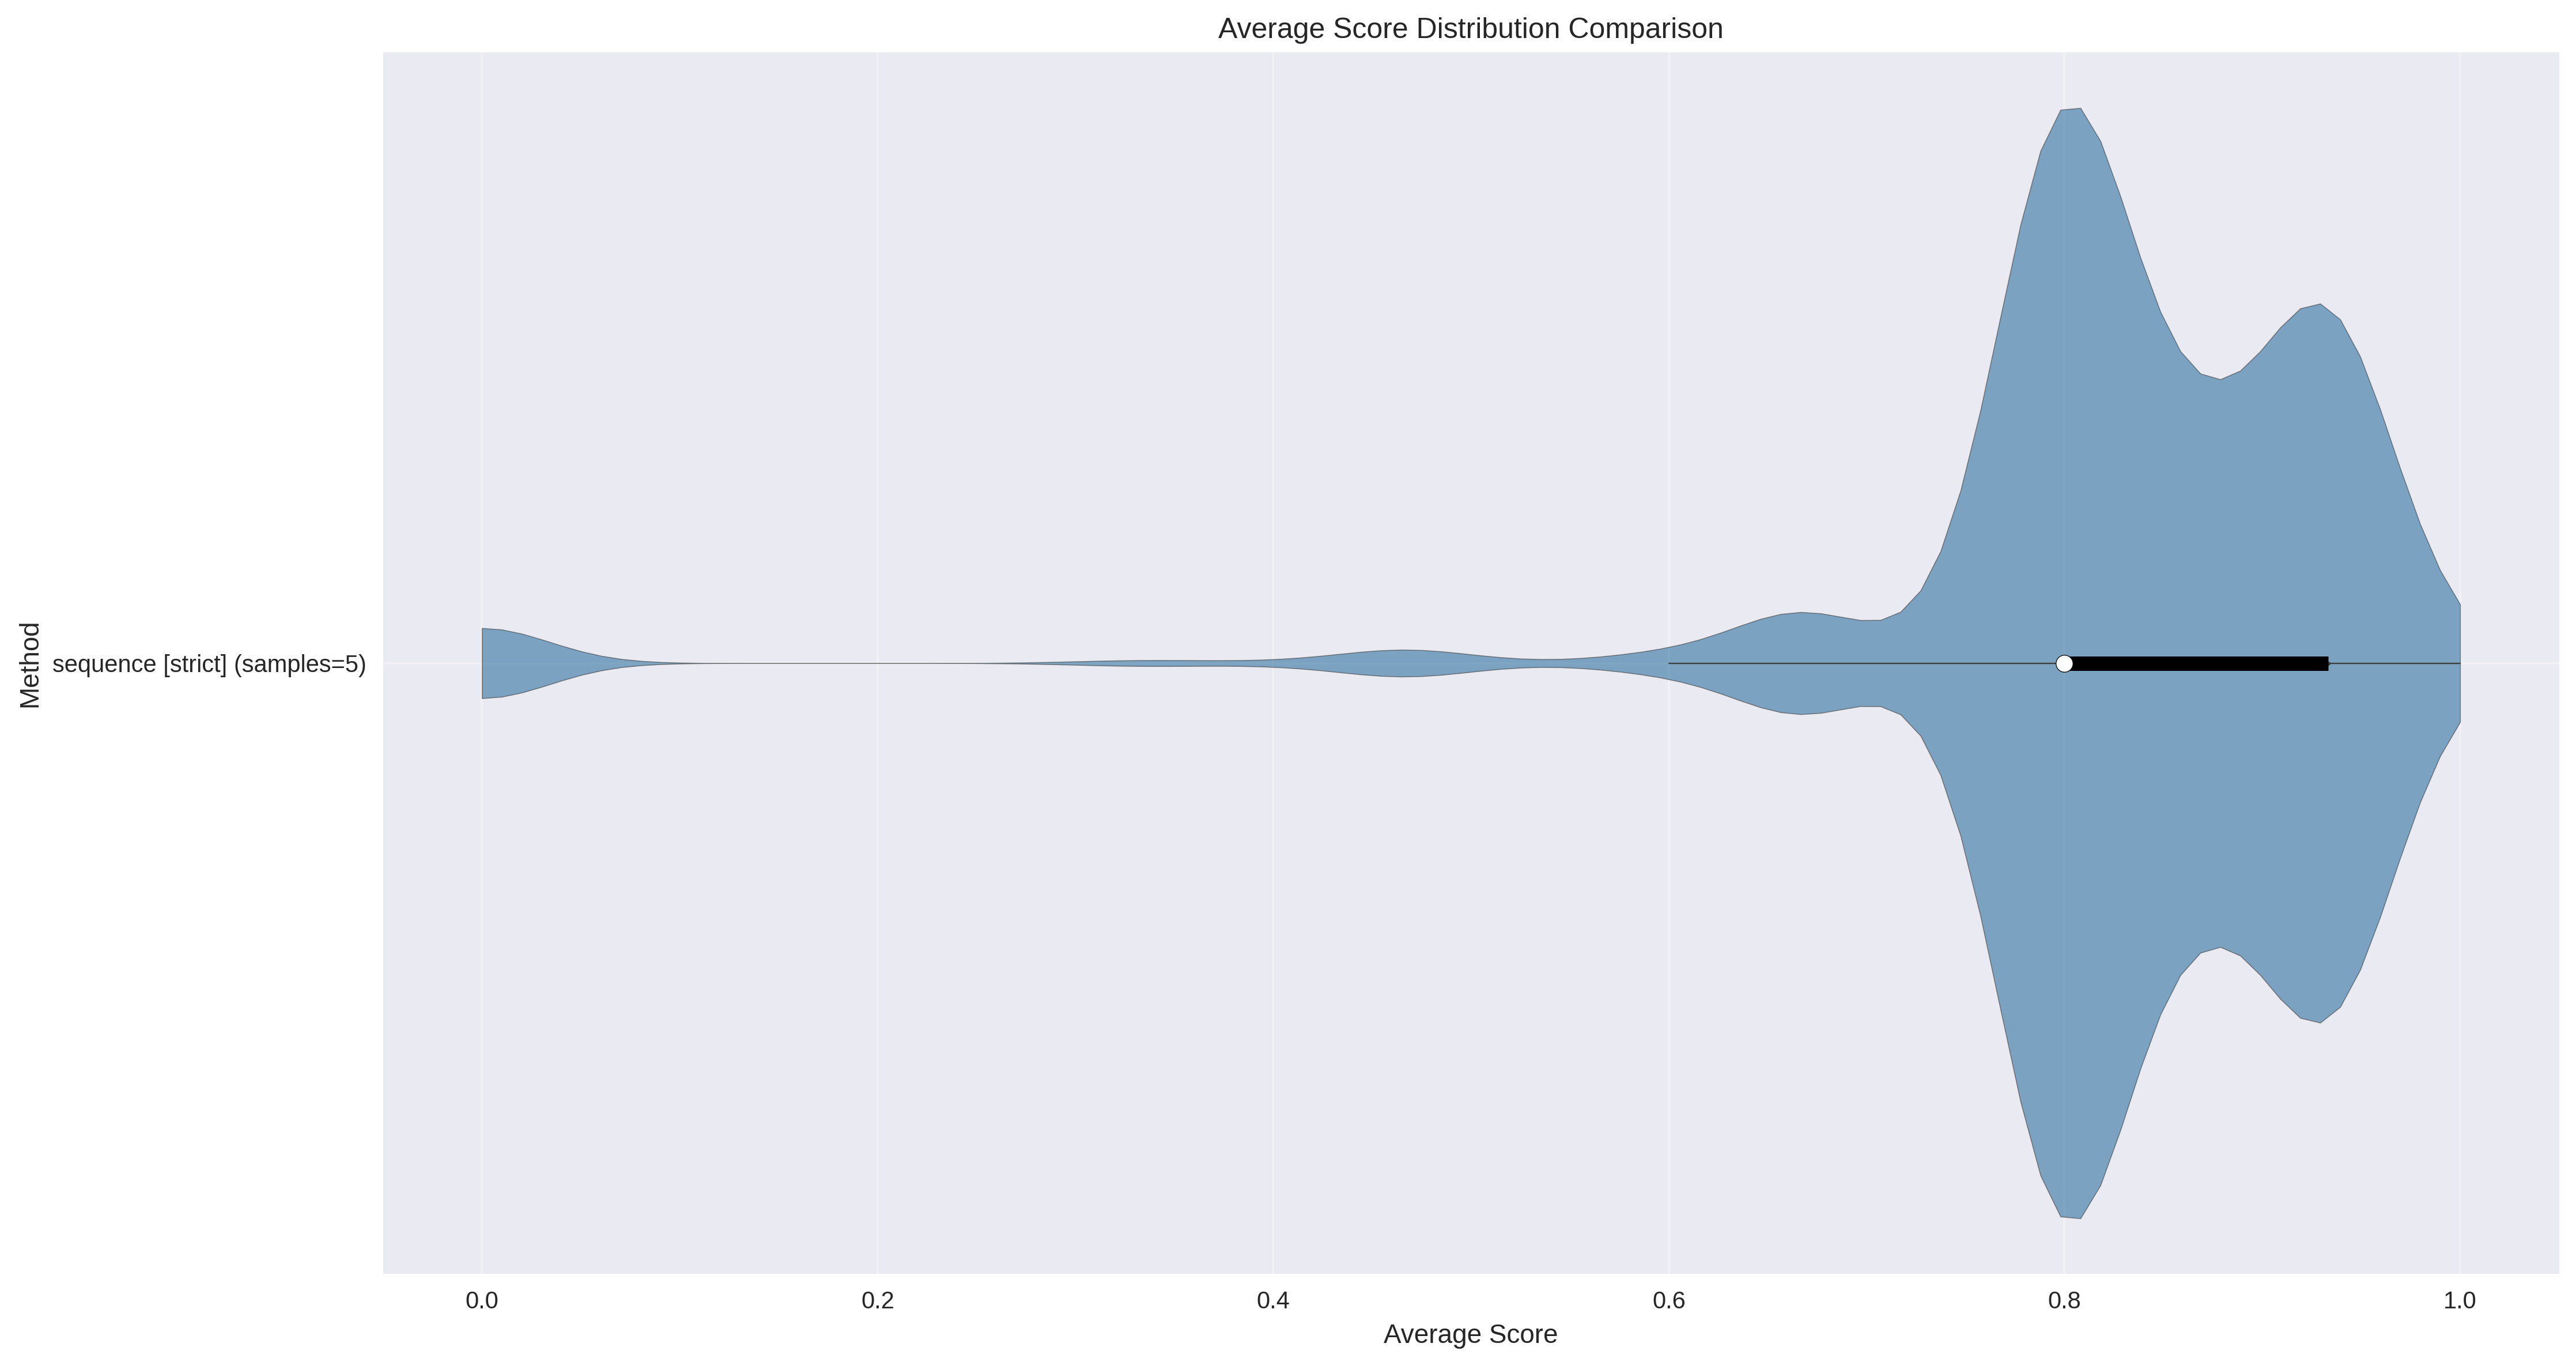 Average Score Distribution Comparison
Method
sequence [strict] (samples=5)
0.0 0.2 0.4 0.6 0.8 1.0
Average Score